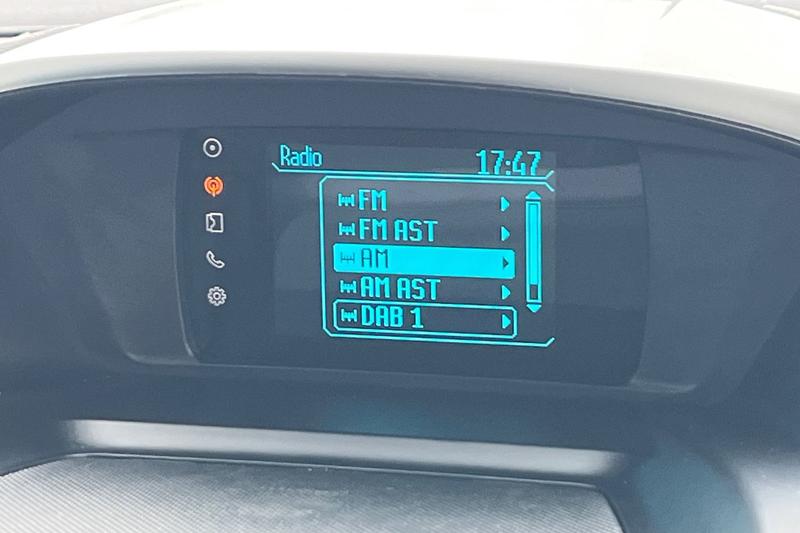 Radio 17:47
FM
FM AST
AM
AM AST
DAB 1